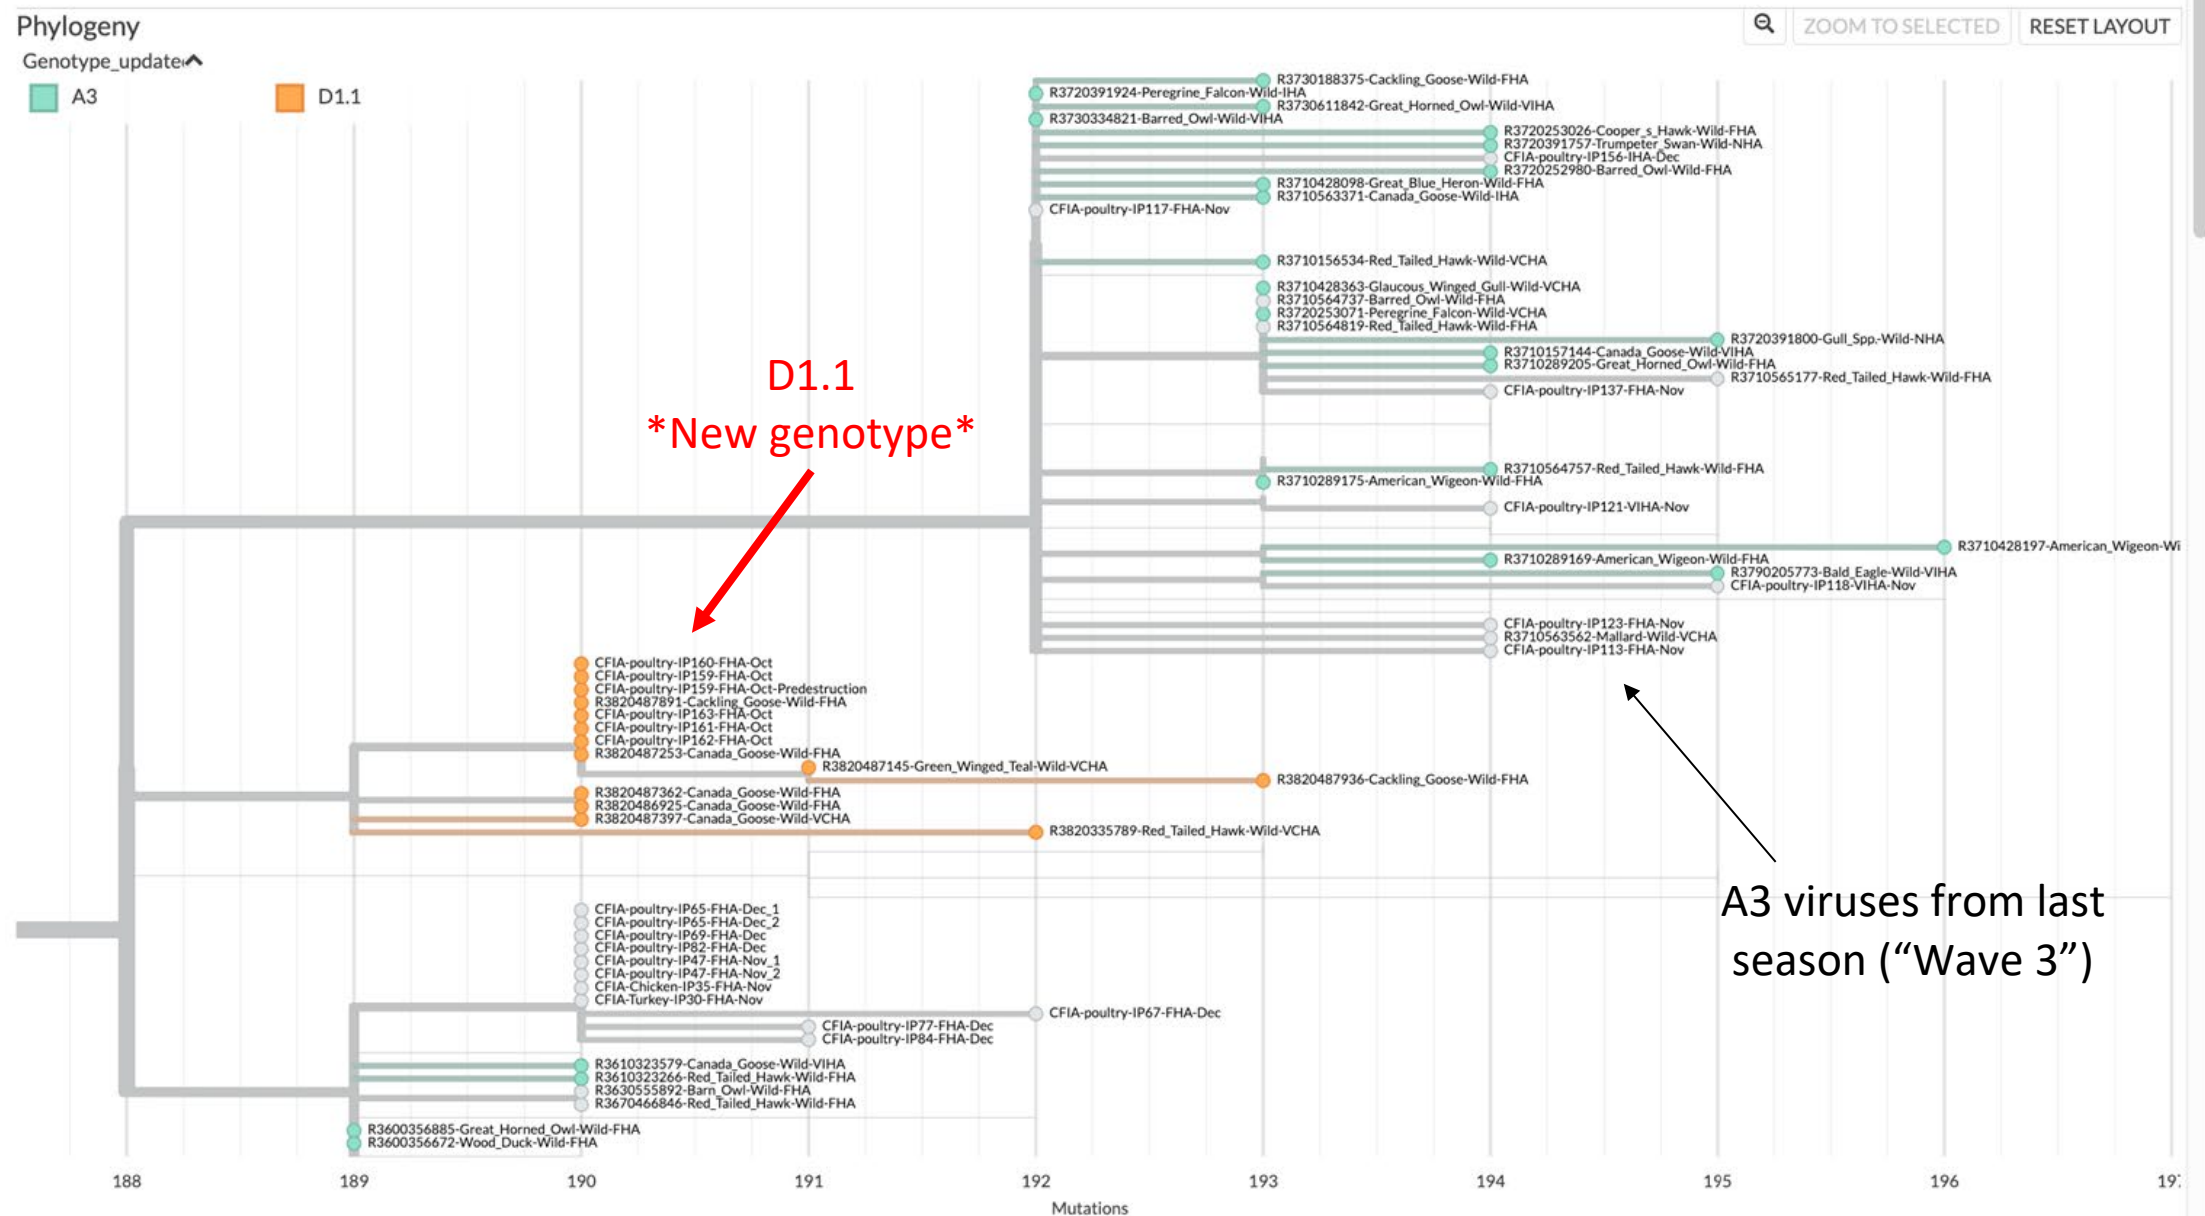 Phylogeny
ZOOM TO SELECTED
RESET LAYOUT
Genotype_update
A3
D1.1
R3730188375-Cackling_Goose-Wild-FHA
R3720391924-Peregrine_Falcon-Wild-IHA
R3730611842-Great_Horned_Owl-Wild-VIHA
R3730334821-Barred_Owl-Wild-VIHA
R3720253026-Cooper_s_Hawk-Wild-FHA
R3720391757-Trumpeter_Swan-Wild-NHA
CFIA-poultry-IP156-IHA-Dec
R3720252980-Barred_Owl-Wild-FHA
R3710428098-Great_Blue_Heron-Wild-FHA
R3710563371-Canada_Goose-Wild-IHA
CFIA-poultry-IP117-FHA-Nov
R3710156534-Red_Tailed_Hawk-Wild-VCHA
R3710428363-Glaucous_Winged_Gull-Wild-VCHA
R3710564737-Barred_Owl-Wild-FHA
R3720253071-Peregrine_Falcon-Wild-VCHA
R3710564819-Red_Tailed_Hawk-Wild-FHA
R3720391800-Gull_Spp.-Wild-NHA
R3710157144-Canada_Goose-Wild-VIHA
R3710289205-Great_Horned_Owl-Wild-FHA
R3710565177-Red_Tailed_Hawk-Wild-FHA
CFIA-poultry-IP137-FHA-Nov
D1.1
*New genotype*
R3710564757-Red_Tailed_Hawk-Wild-FHA
R3710289175-American_Wigeon-Wild-FHA
CFIA-poultry-IP121-VIHA-Nov
R3710428197-American_Wigeon-Wi
R3710289169-American_Wigeon-Wild-FHA
R3790205773-Bald_Eagle-Wild-VIHA
CFIA-poultry-IP118-VIHA-Nov
CFIA-poultry-IP123-FHA-Nov
R3710563562-Mallard-Wild-VCHA
CFIA-poultry-IP113-FHA-Nov
CFIA-poultry-IP160-FHA-Oct
CFIA-poultry-IP159-FHA-Oct
CFIA-poultry-IP159-FHA-Oct-Predestruction
R3820487891-Cackling_Goose-Wild-FHA
CFIA-poultry-IP163-FHA-Oct
CFIA-poultry-IP161-FHA-Oct
CFIA-poultry-IP162-FHA-Oct
R3820487253-Canada_Goose-Wild-FHA
R3820487145-Green_Winged_Teal-Wild-VCHA
R3820487936-Cackling_Goose-Wild-FHA
R3820487362-Canada_Goose-Wild-FHA
R3820486925-Canada_Goose-Wild-FHA
R3820487397-Canada_Goose-Wild-VCHA
R3820335789-Red_Tailed_Hawk-Wild-VCHA
A3 viruses from last
season (“Wave 3”)
CFIA-poultry-IP65-FHA-Dec_1
CFIA-poultry-IP65-FHA-Dec_2
CFIA-poultry-IP69-FHA-Dec
CFIA-poultry-IP82-FHA-Dec
CFIA-poultry-IP47-FHA-Nov_1
CFIA-poultry-IP47-FHA-Nov_2
CFIA-Chicken-IP35-FHA-Nov
CFIA-Turkey-IP30-FHA-Nov
CFIA-poultry-IP67-FHA-Dec
CFIA-poultry-IP77-FHA-Dec
CFIA-poultry-IP84-FHA-Dec
R3610323579-Canada_Goose-Wild-VIHA
R3610323266-Red_Tailed_Hawk-Wild-FHA
R3630555892-Barn_Owl-Wild-FHA
R3670466846-Red_Tailed_Hawk-Wild-FHA
R3600356885-Great_Horned_Owl-Wild-FHA
R3600356672-Wood_Duck-Wild-FHA
188 189 190 191 192 193 194 195 196
Mutations